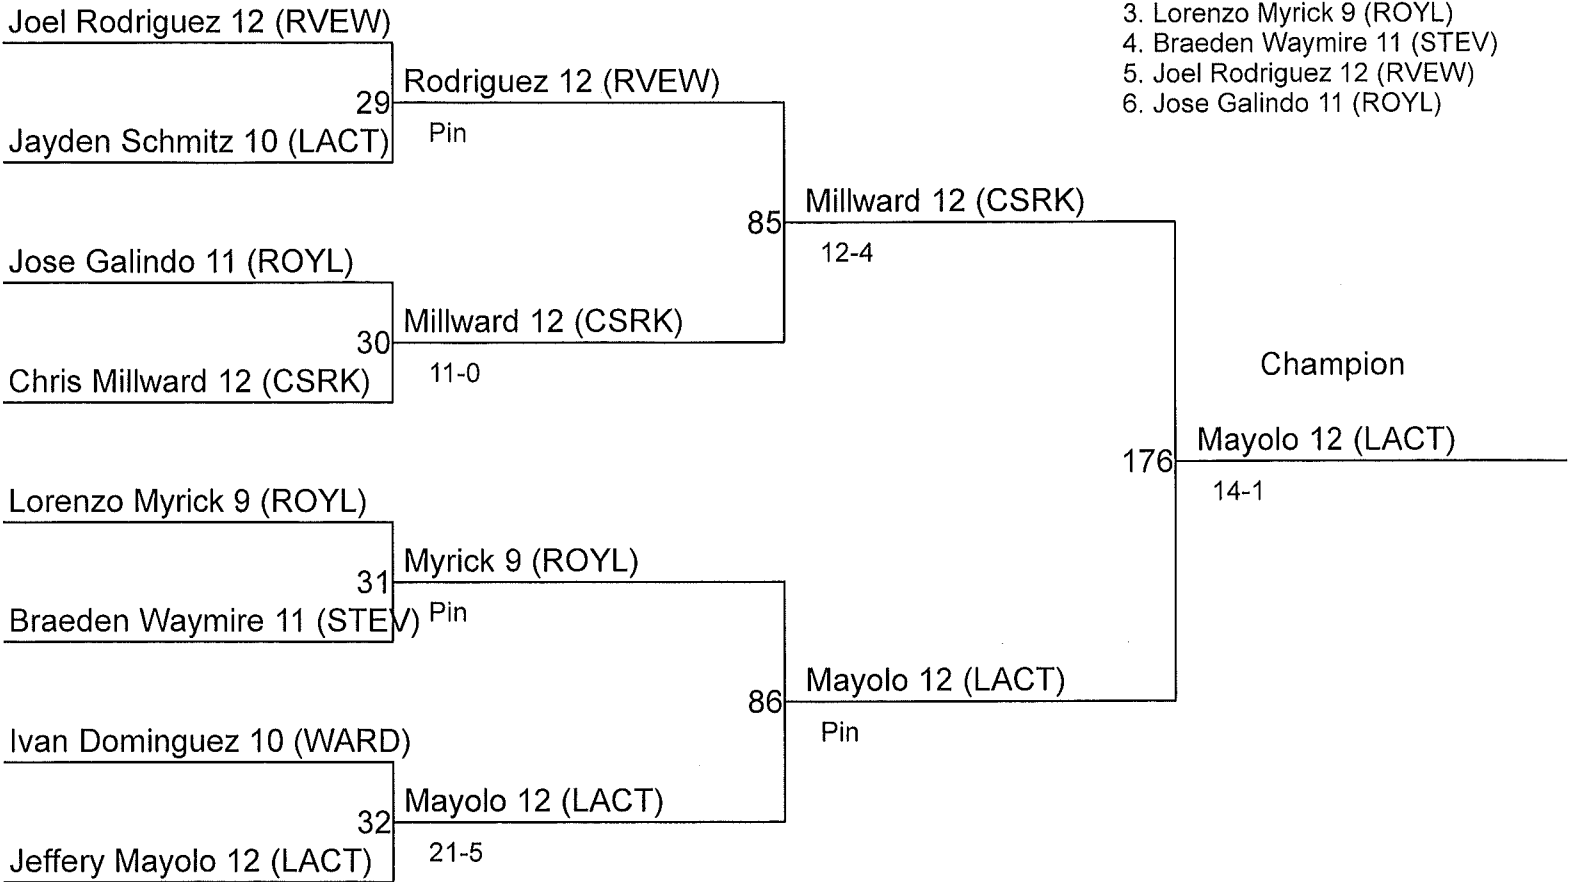 Joel Rodriguez 12 (RVEW)
29
Jayden Schmitz 10 (LACT)
Rodriguez 12 (RVEW)
Pin
Jose Galindo 11 (ROYL)
30
Chris Millward 12 (CSRK)
Millward 12 (CSRK)
11-0
85
Millward 12 (CSRK)
12-4
Lorenzo Myrick 9 (ROYL)
31
Braeden Waymire 11 (STEV)
Myrick 9 (ROYL)
Pin
Ivan Dominguez 10 (WARD)
32
Jeffery Mayolo 12 (LACT)
Mayolo 12 (LACT)
21-5
86
Mayolo 12 (LACT)
Pin
176
Champion
Mayolo 12 (LACT)
14-1
3. Lorenzo Myrick 9 (ROYL)
4. Braeden Waymire 11 (STEV)
5. Joel Rodriguez 12 (RVEW)
6. Jose Galindo 11 (ROYL)